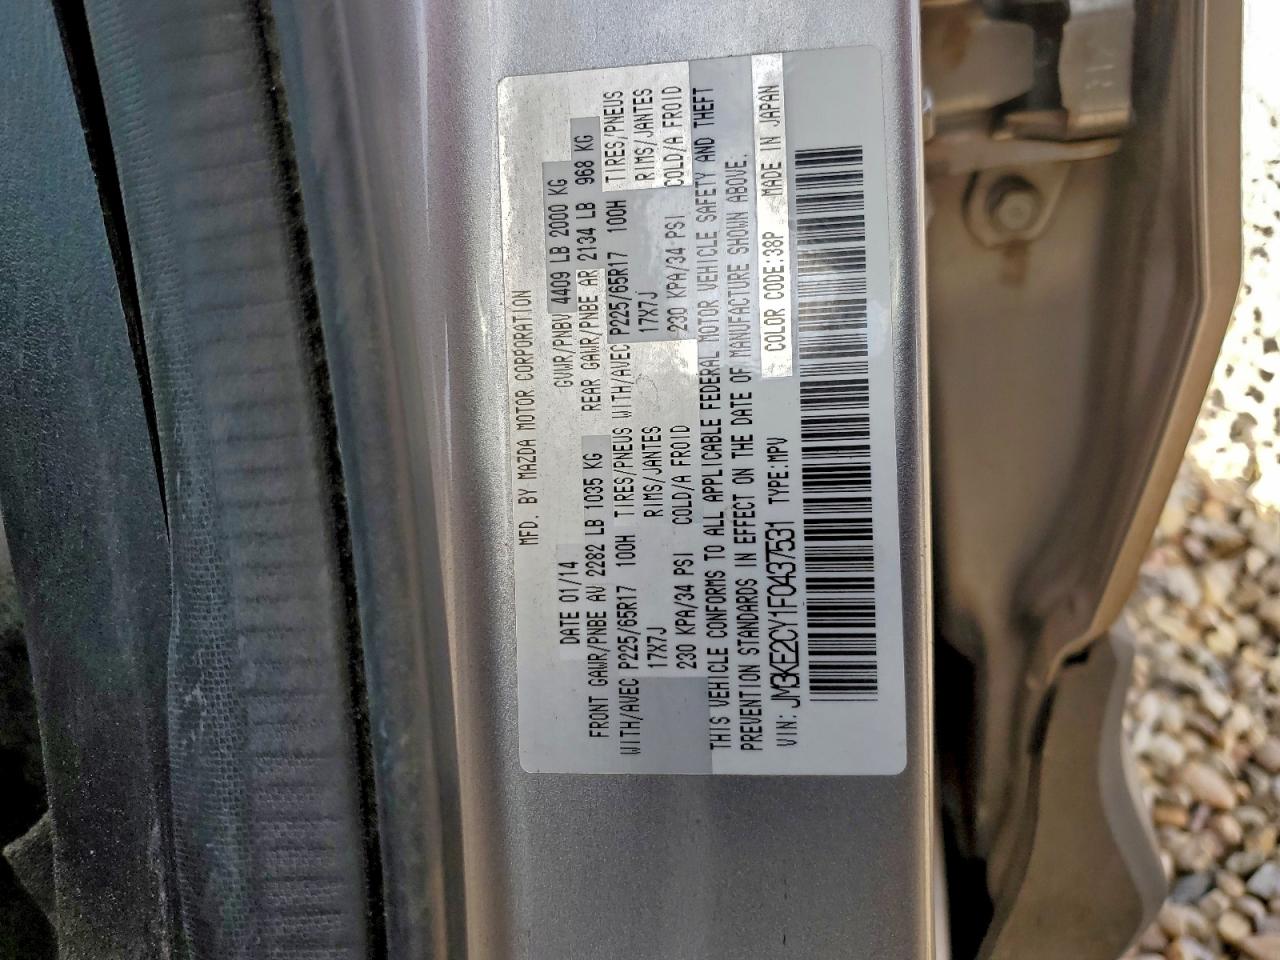 MFD. BY MAZDA MOTOR CORPORATION
DATE 01/14 GVWR/PNBV 4409 LB 2000 KG
FRONT GAWR/PNBE AV 2282 LB 1035 KG REAR GAWR/PNBE AR 2134 LB 968 KG
WITH/AVEC P225/65R17 100H TIRES/PNEUS WITH/AVEC P225/65R17 100H TIRES/PNEUS
17X7J RIMS/JANTES 17X7J RIMS/JANTES
230 KPA/34 PSI COLD/A FROID 230 KPA/34 PSI COLD/A FROID
THIS VEHICLE CONFORMS TO ALL APPLICABLE FEDERAL MOTOR VEHICLE SAFETY AND THEFT
PREVENTION STANDARDS IN EFFECT ON THE DATE OF MANUFACTURE SHOWN ABOVE.
VIN: JM3KE2CY1F0437531 TYPE:MPV COLOR CODE:38P MADE IN JAPAN